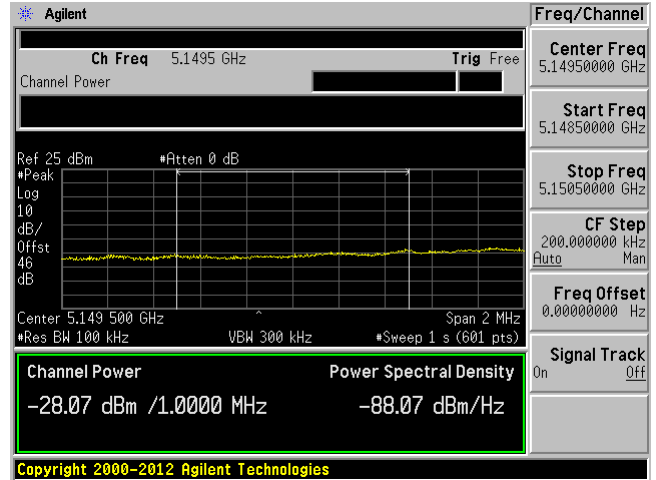 Agilent
Freq/Channel
Ch Freq 5.1495 GHz Trig Free
Channel Power
Center Freq
5.14950000 GHz
Start Freq
5.14850000 GHz
Stop Freq
5.15050000 GHz
CF Step
200.000000 kHz
Auto Man
Freq Offset
0.00000000 Hz
Signal Track
On Off
Ref 25 dBm #Atten 0 dB
#Peak
Log
10
dB/
Offst
46
dB
Center 5.149 500 GHz Span 2 MHz
#Res BW 100 kHz VBW 300 kHz #Sweep 1 s (601 pts)
Channel Power Power Spectral Density
-28.07 dBm /1.0000 MHz -88.07 dBm/Hz
Copyright 2000-2012 Agilent Technologies